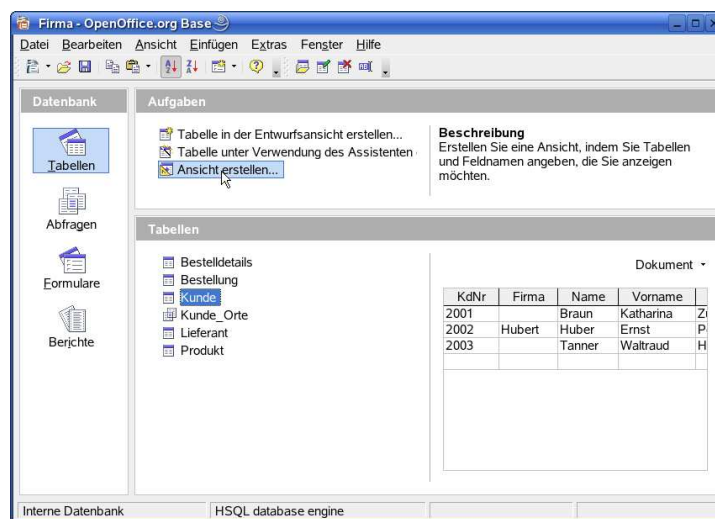 Firma - OpenOffice.org Base
Datei Bearbeiten Ansicht Einfügen Extras Fenster Hilfe
Datenbank
Tabellen
Abfragen
Formulare
Berichte
Aufgaben
Tabelle in der Entwurfsansicht erstellen...
Tabelle unter Verwendung des Assistenten
Ansicht erstellen...
Beschreibung
Erstellen Sie eine Ansicht, indem Sie Tabellen
und Feldnamen angeben, die Sie anzeigen
möchten.
Tabellen
Bestelldetails
Bestellung
Kunde
Kunde_Orte
Lieferant
Produkt
Dokument
KdNr Firma Name Vorname
2001 Braun Katharina
2002 Hubert Huber Ernst P
2003 Tanner Waltraud H
Interne Datenbank HSQL database engine